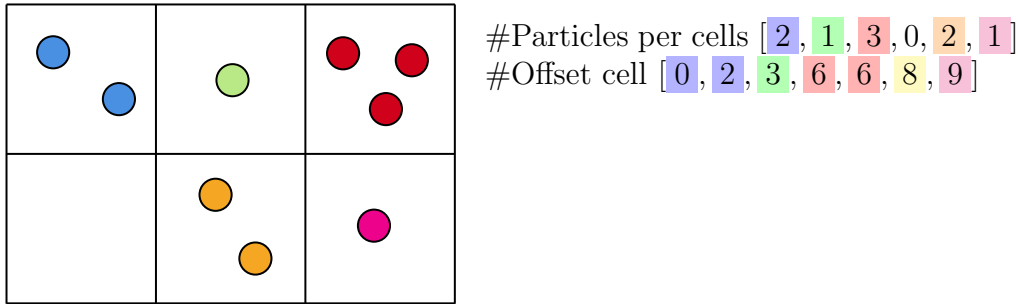 #Particles per cells [2, 1, 3, 0, 2, 1]
#Offset cell [0, 2, 3, 6, 6, 8, 9]